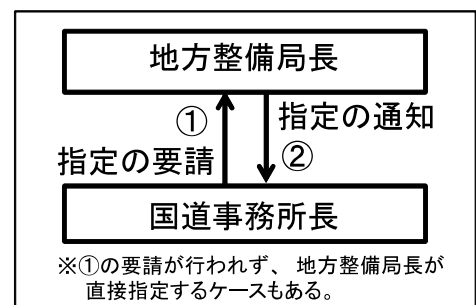 地方整備局長
①
指定の通知
指定の要請
②
国道事務所長
※①の要請が行われず、地方整備局長が
直接指定するケースもある。